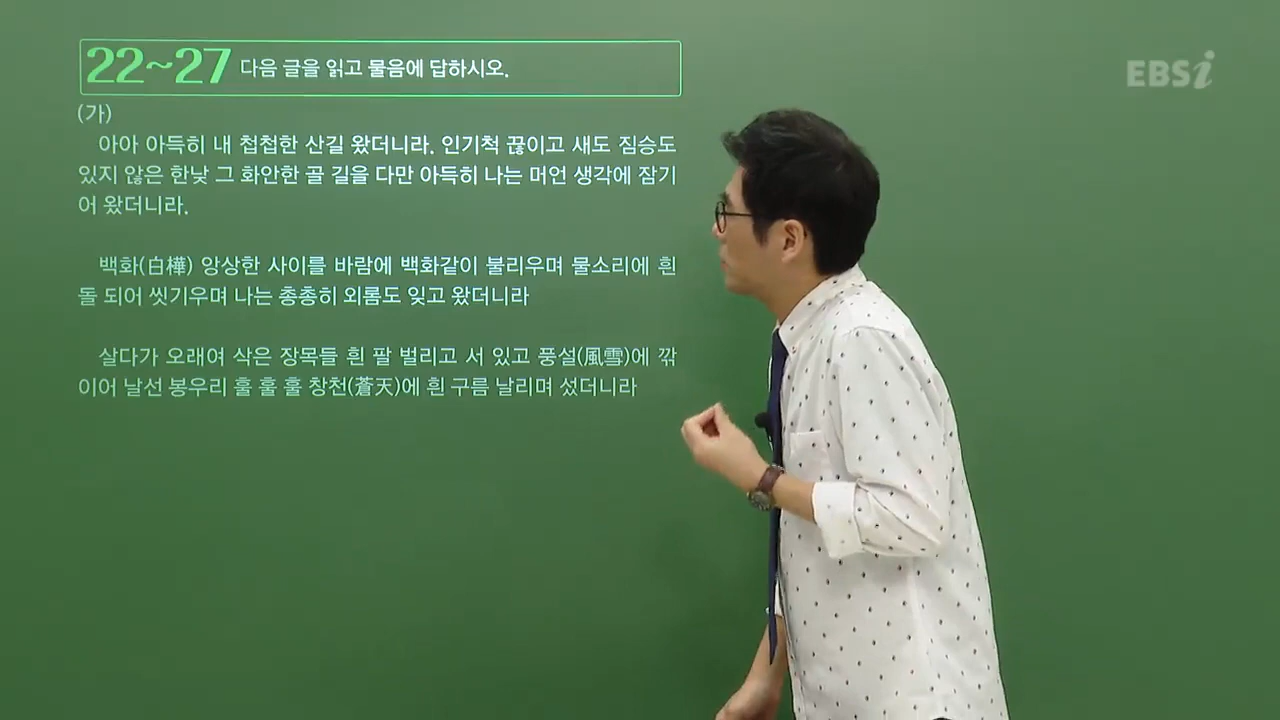 22~27 다음 글을 읽고 물음에 답하시오.
EBSi
(가)
아아 아득히 내 첩첩한 산길 왔더니라. 인기척 끊이고 새도 짐승도
있지 않은 한낮 그 화안한 골 길을 다만 아득히 나는 머언 생각에 잠기
어 왔더니라.
백화(白樺) 앙상한 사이를 바람에 백화같이 불리우며 물소리에 흰
돌 되어 씻기우며 나는 총총히 외롬도 잊고 왔더니라
살다가 오래여 삭은 장목들 흰 팔 벌리고 서 있고 풍설(風雪)에 깎
이어 날선 봉우리 훌 훌 훌 창천(蒼天)에 흰 구름 날리며 섰더니라